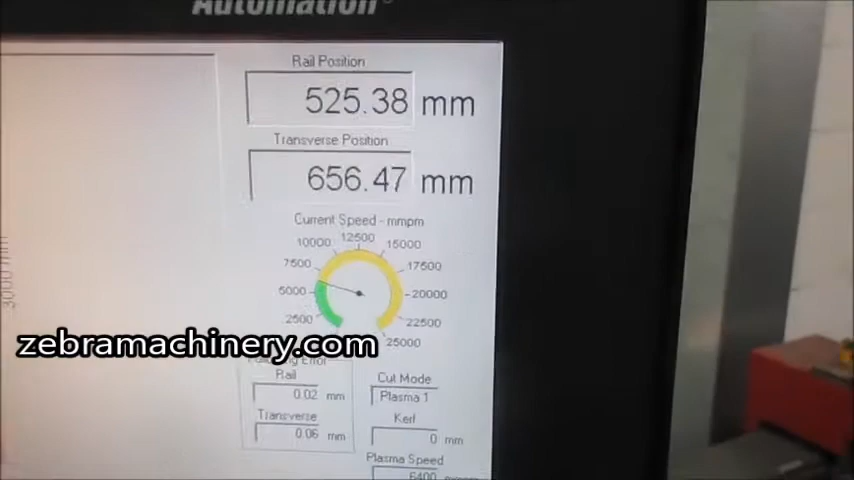 Automation®
Rail Position
525.38 mm
Transverse Position
656.47 mm
Current Speed - mmpm
12500
10000 15000
7500 17500
5000 20000
2500 22500
25000
zebramachinery.com
Error
Rail
0.02 mm
Transverse
0.06 mm
Cut Mode
Plasma 1
Kerf
0 mm
Plasma Speed
6400
3000 mm